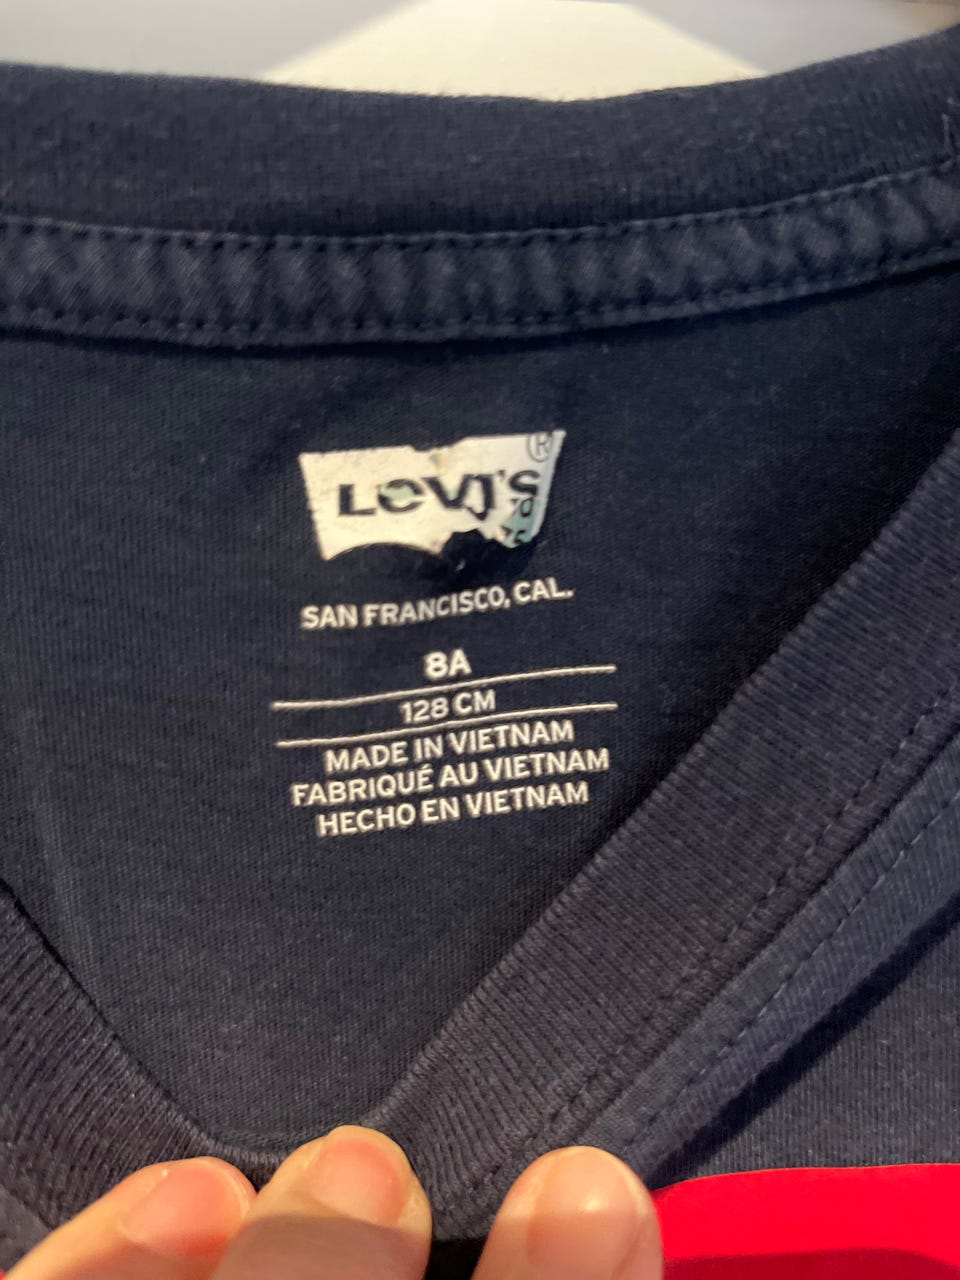 LEVI'S
®
SAN FRANCISCO, CAL.
8A
128 CM
MADE IN VIETNAM
FABRIQUÉ AU VIETNAM
HECHO EN VIETNAM